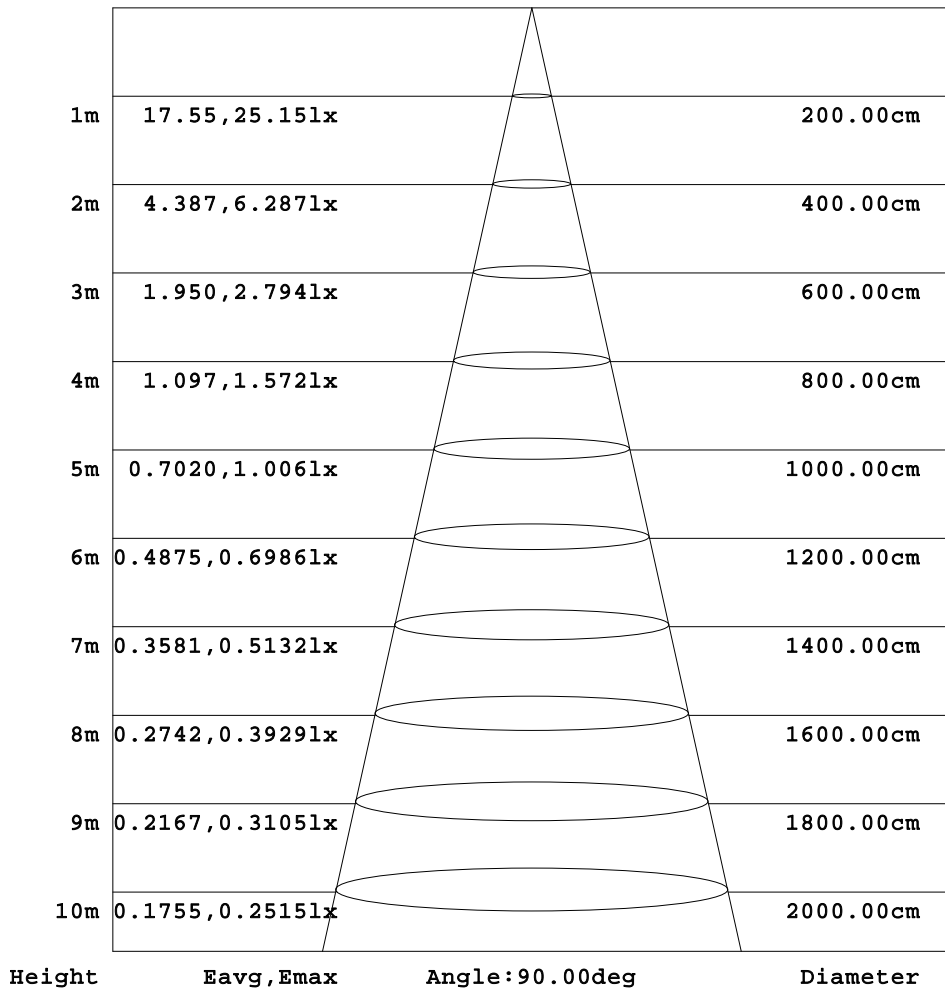 1m 17.55,25.15lx 200.00cm
2m 4.387,6.287lx 400.00cm
3m 1.950,2.794lx 600.00cm
4m 1.097,1.572lx 800.00cm
5m 0.7020,1.006lx 1000.00cm
6m 0.4875,0.6986lx 1200.00cm
7m 0.3581,0.5132lx 1400.00cm
8m 0.2742,0.3929lx 1600.00cm
9m 0.2167,0.3105lx 1800.00cm
10m 0.1755,0.2515lx 2000.00cm
Height Eavg,Emax Angle:90.00deg Diameter